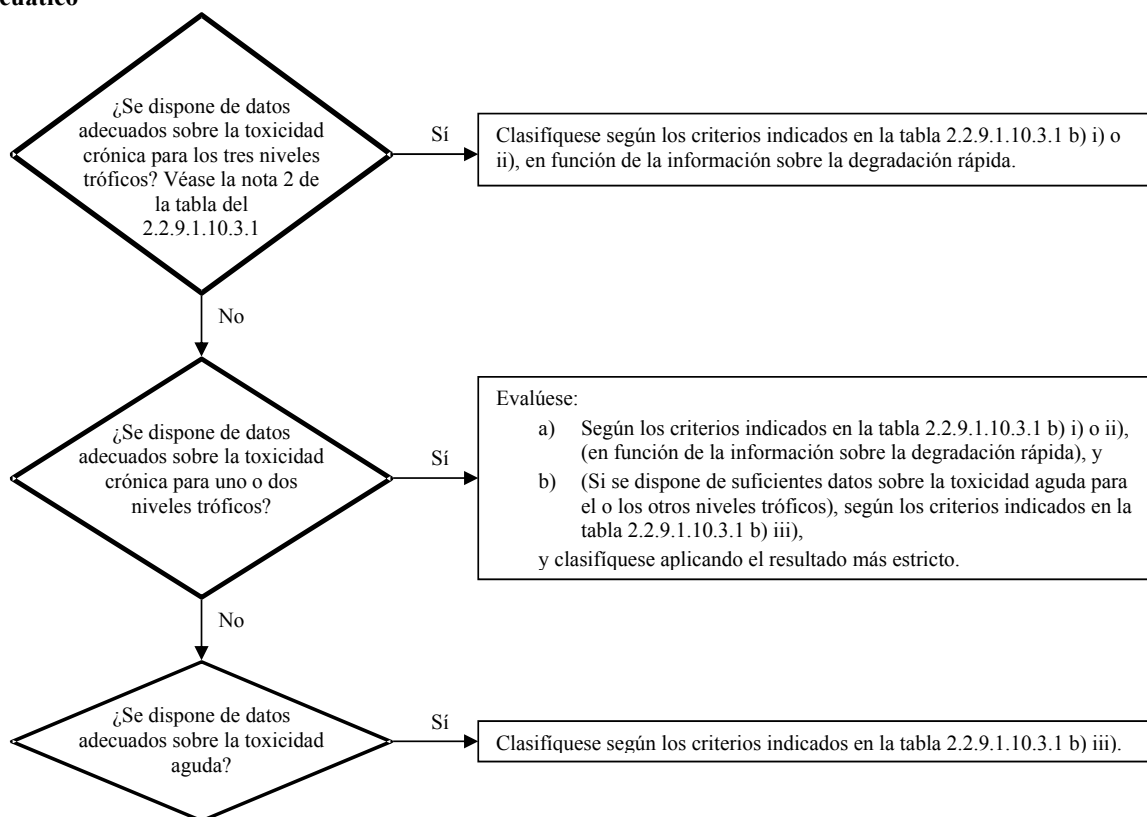 cuático
¿Se dispone de datos
adecuados sobre la toxicidad
crónica para los tres niveles
tróficos? Véase la nota 2 de
la tabla del
2.2.9.1.10.3.1
Sí
Clasifíquese según los criterios indicados en la tabla 2.2.9.1.10.3.1 b) i) o
ii), en función de la información sobre la degradación rápida.
No
¿Se dispone de datos
adecuados sobre la toxicidad
crónica para uno o dos
niveles tróficos?
Sí
Evalúese:
a) Según los criterios indicados en la tabla 2.2.9.1.10.3.1 b) i) o ii),
(en función de la información sobre la degradación rápida), y
b) (Si se dispone de suficientes datos sobre la toxicidad aguda para
el o los otros niveles tróficos), según los criterios indicados en la
tabla 2.2.9.1.10.3.1 b) iii),
y clasifíquese aplicando el resultado más estricto.
No
¿Se dispone de datos
adecuados sobre la toxicidad
aguda?
Sí
Clasifíquese según los criterios indicados en la tabla 2.2.9.1.10.3.1 b) iii).